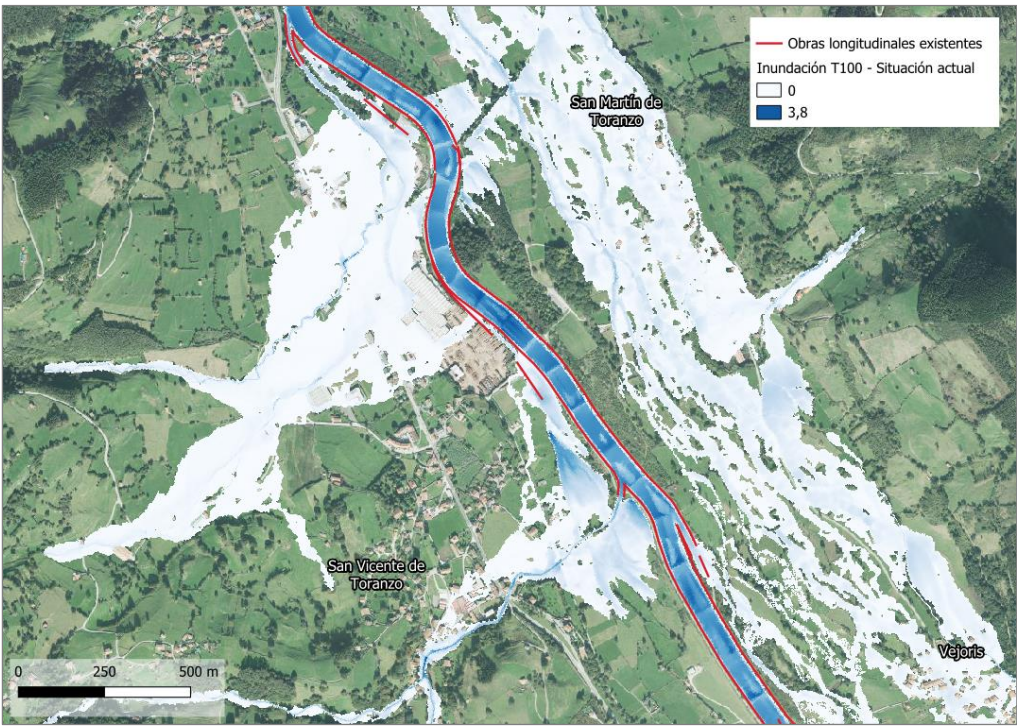 Obras longitudinales existentes
Inundación T100 - Situación actual
0
3,8
San Martín de
Toranzo
San Vicente de
Toranzo
Vejoris
0 250 500 m